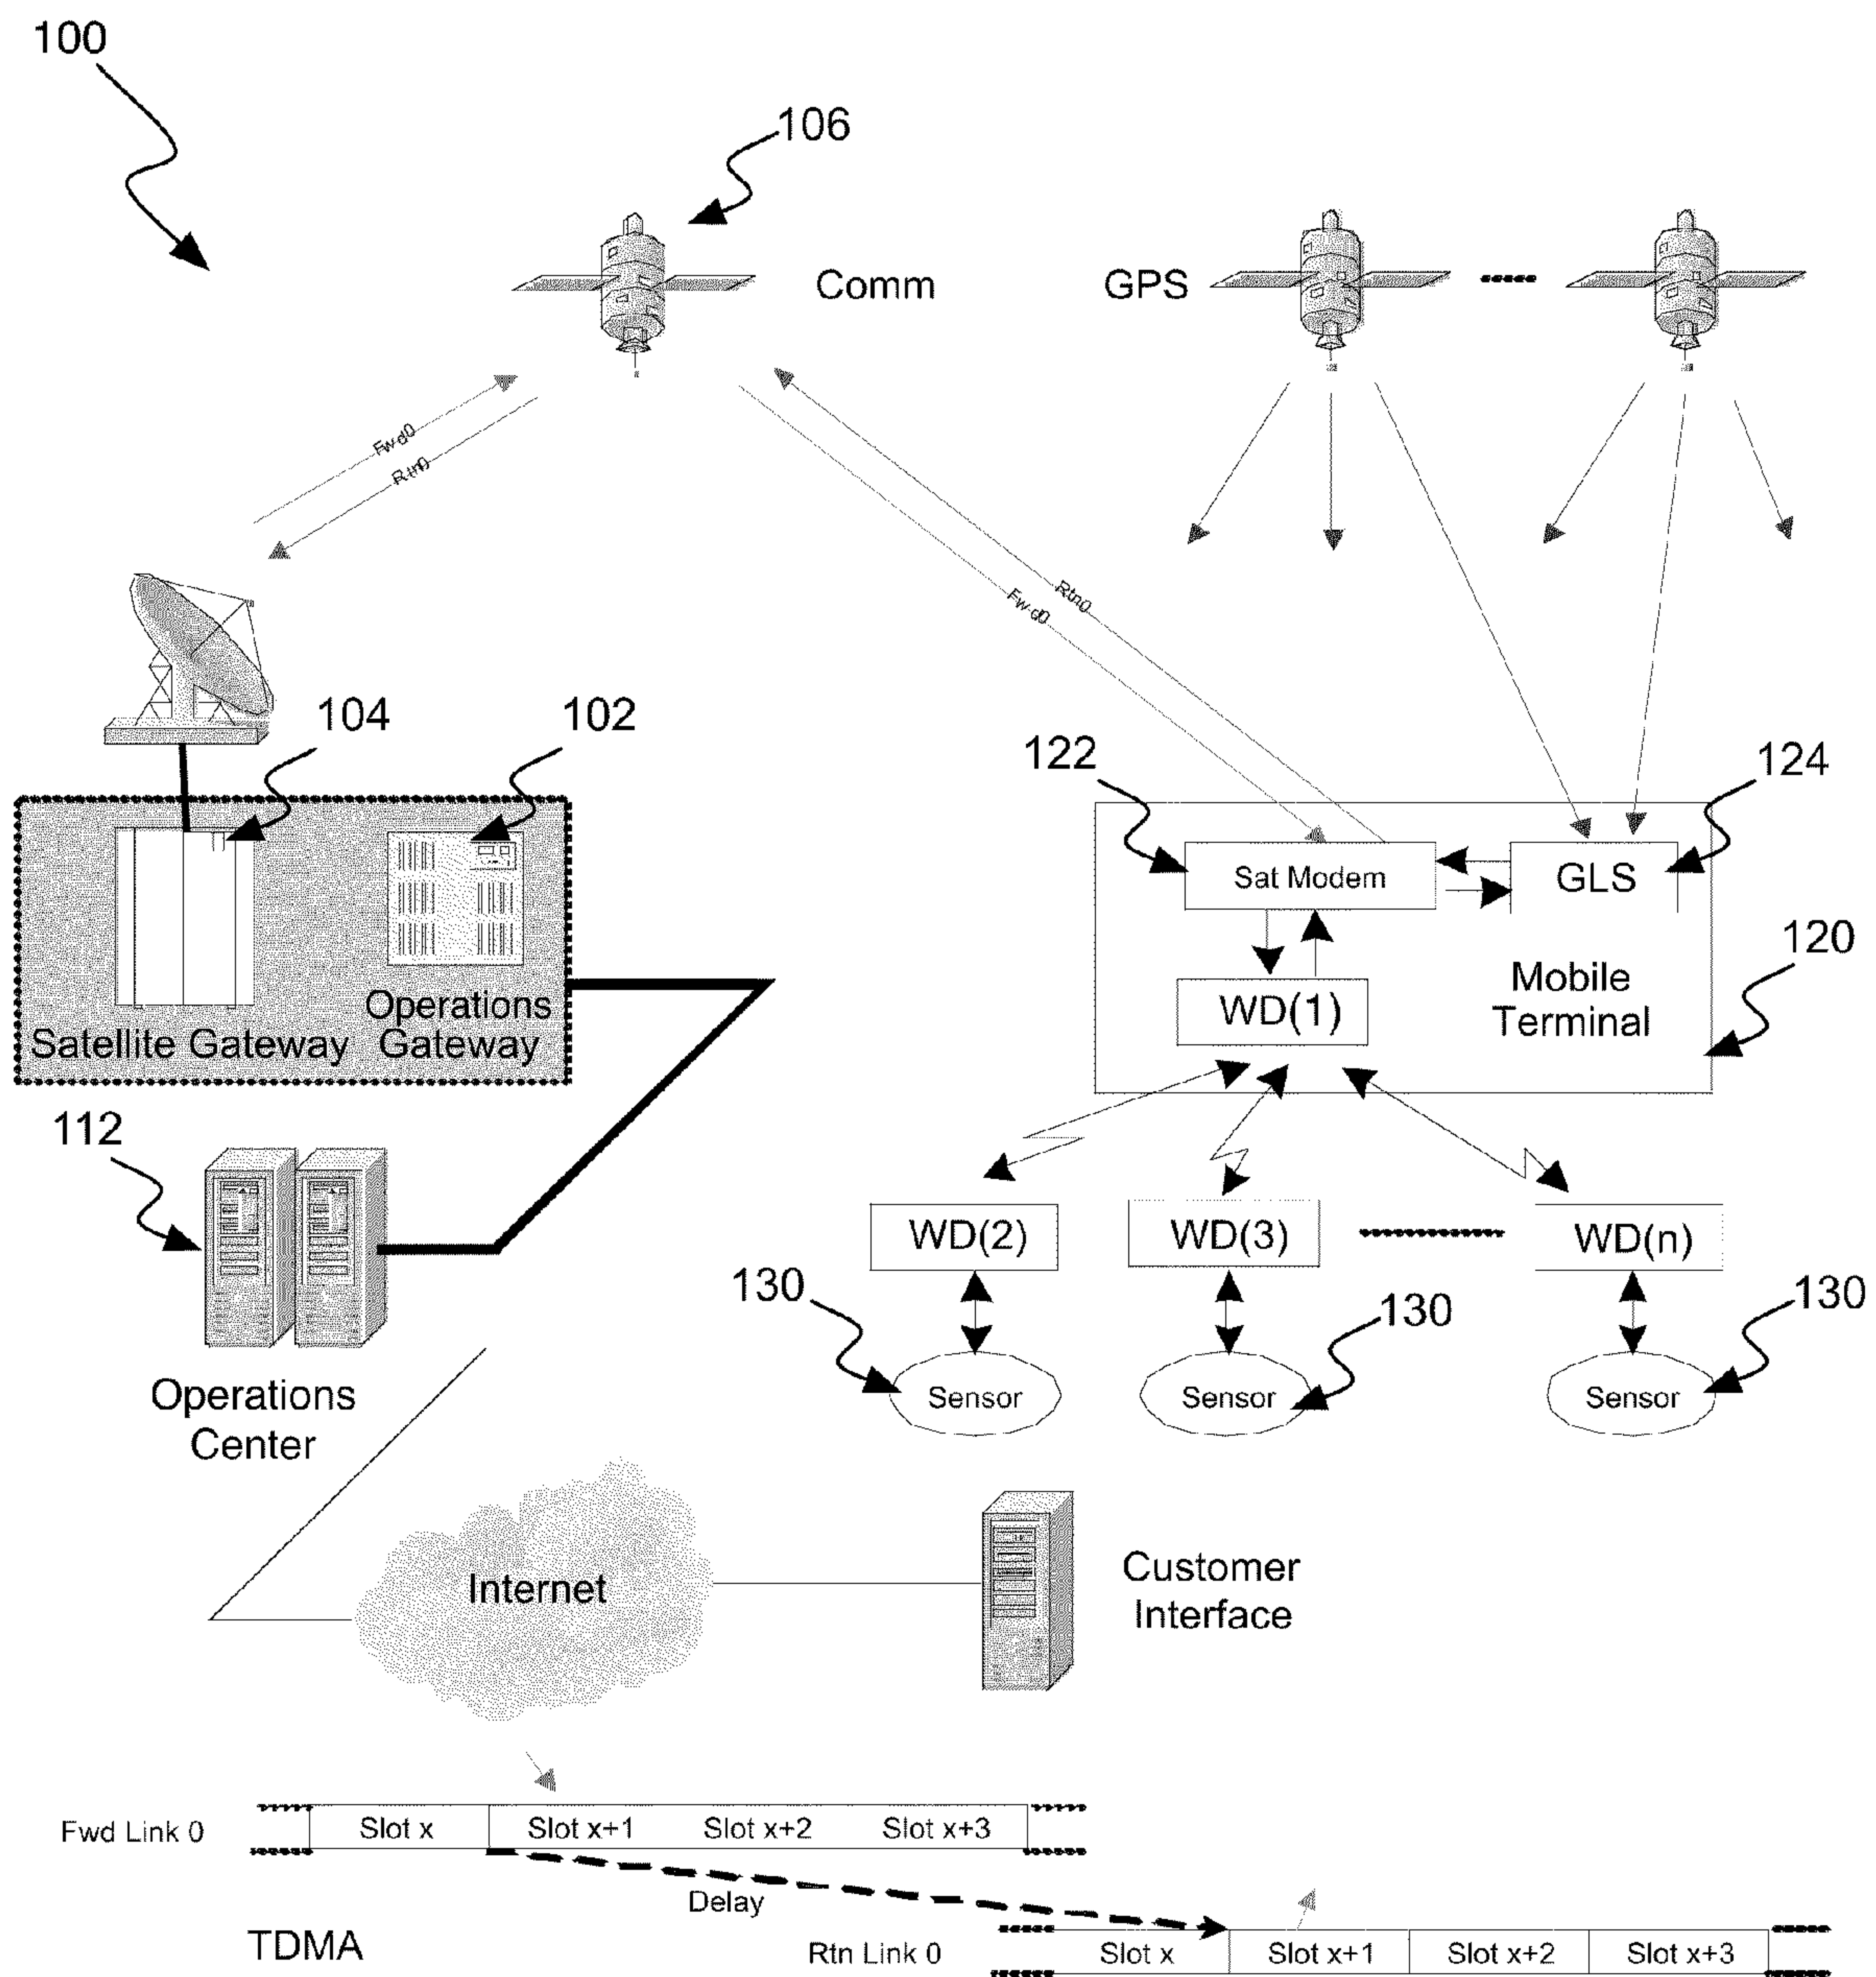 100
106
Comm
GPS
Fwd0
Rtn0
Rtn0
Fwd0
104
102
122
124
Sat Modem
GLS
120
WD(1)
Mobile
Terminal
Operations
Gateway
Satellite Gateway
112
WD(2)
WD(3)
WD(n)
130
130
130
Sensor
Sensor
Sensor
Operations
Center
Internet
Customer
Interface
Fwd Link 0
Slot x
Slot x+1
Slot x+2
Slot x+3
Delay
TDMA
Rtn Link 0
Slot x
Slot x+1
Slot x+2
Slot x+3